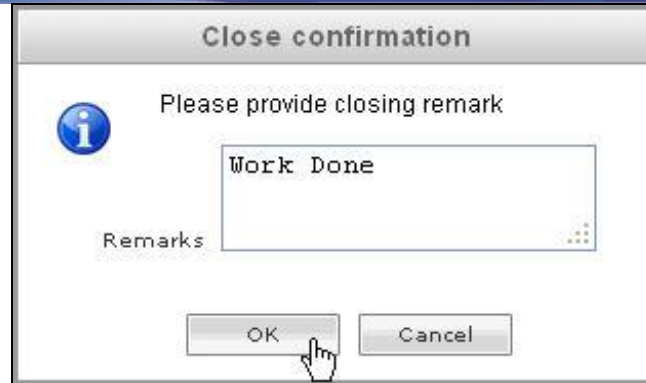 Close confirmation
Please provide closing remark
Work Done
Remarks
OK
Cancel